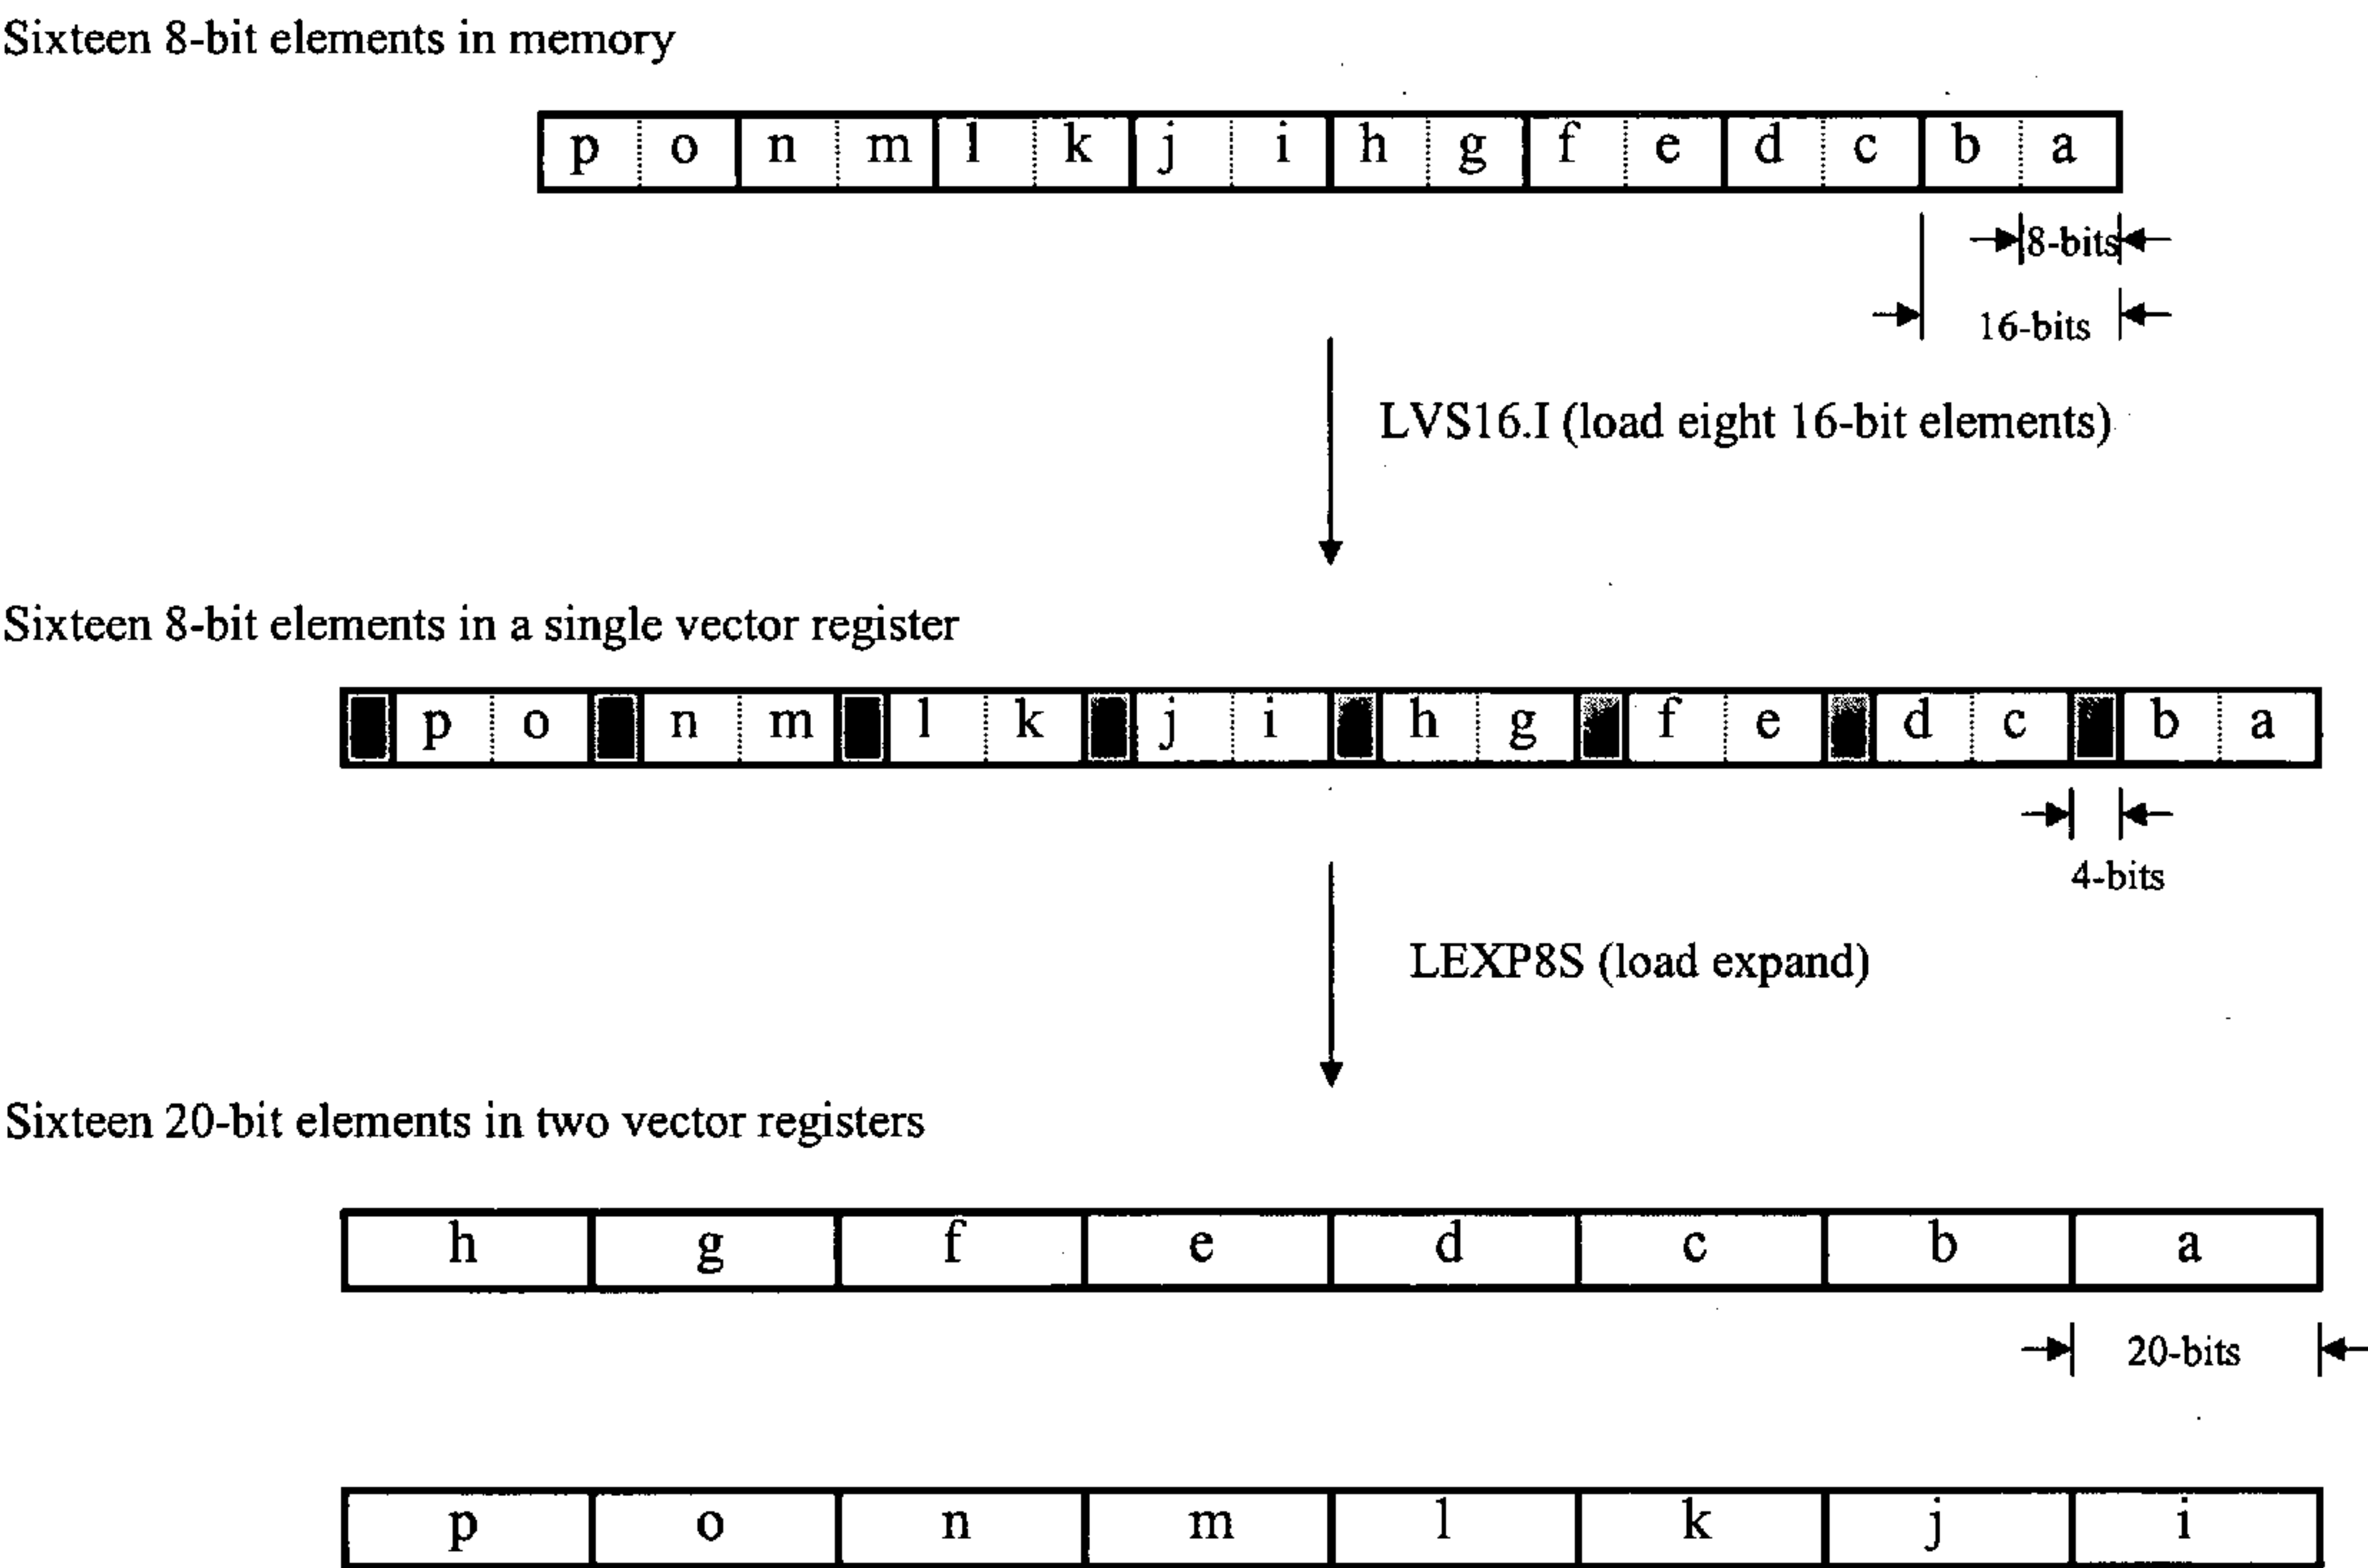 Sixteen 8-bit elements in memory
p o n m l k j i h g f e d c b a
8-bits
16-bits
LVS16.I (load eight 16-bit elements)
Sixteen 8-bit elements in a single vector register
p o n m l k j i h g f e d c b a
4-bits
LEXP8S (load expand)
Sixteen 20-bit elements in two vector registers
h g f e d c b a
20-bits
p o n m l k j i